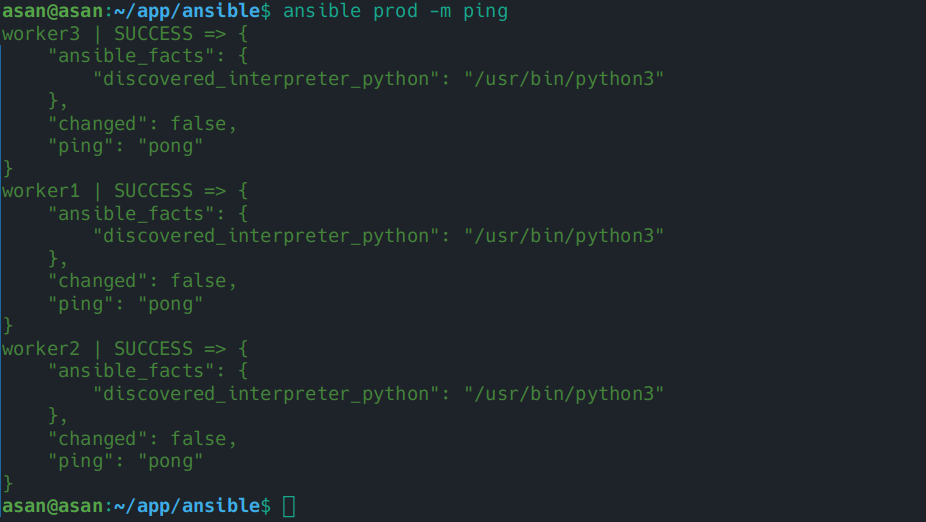 asan@asan:~/app/ansible$ ansible prod -m ping
worker3 | SUCCESS => {
    "ansible_facts": {
        "discovered_interpreter_python": "/usr/bin/python3"
    },
    "changed": false,
    "ping": "pong"
}
worker1 | SUCCESS => {
    "ansible_facts": {
        "discovered_interpreter_python": "/usr/bin/python3"
    },
    "changed": false,
    "ping": "pong"
}
worker2 | SUCCESS => {
    "ansible_facts": {
        "discovered_interpreter_python": "/usr/bin/python3"
    },
    "changed": false,
    "ping": "pong"
}
asan@asan:~/app/ansible$